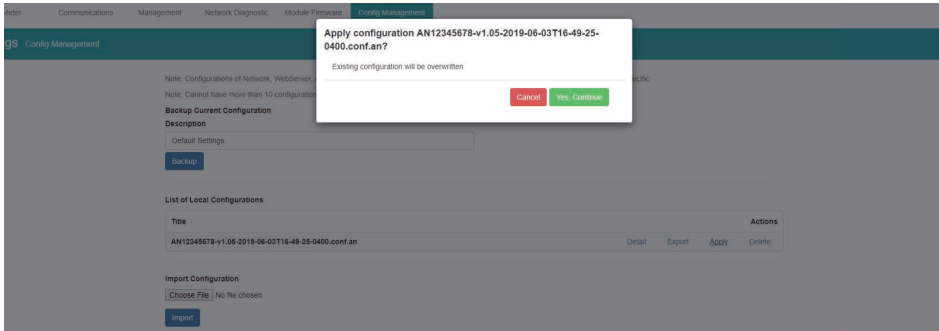 Meter Communications Management Network Diagnostic Module Firmware Config Management
gs Config Management
Apply configuration AN12345678-v1.05-2019-06-03T16-49-25-
0400.conf.an?
Existing configuration will be overwritten
Cancel Yes, Continue
Note: Configurations of Network, WebServer, ecific.
Note: Cannot have more than 10 configuration
Backup Current Configuration
Description
Default Settings
Backup
List of Local Configurations
Title Actions
AN12345678-v1.05-2019-06-03T16-49-25-0400.conf.an Detail Export Apply Delete
Import Configuration
Choose File No file chosen
Import